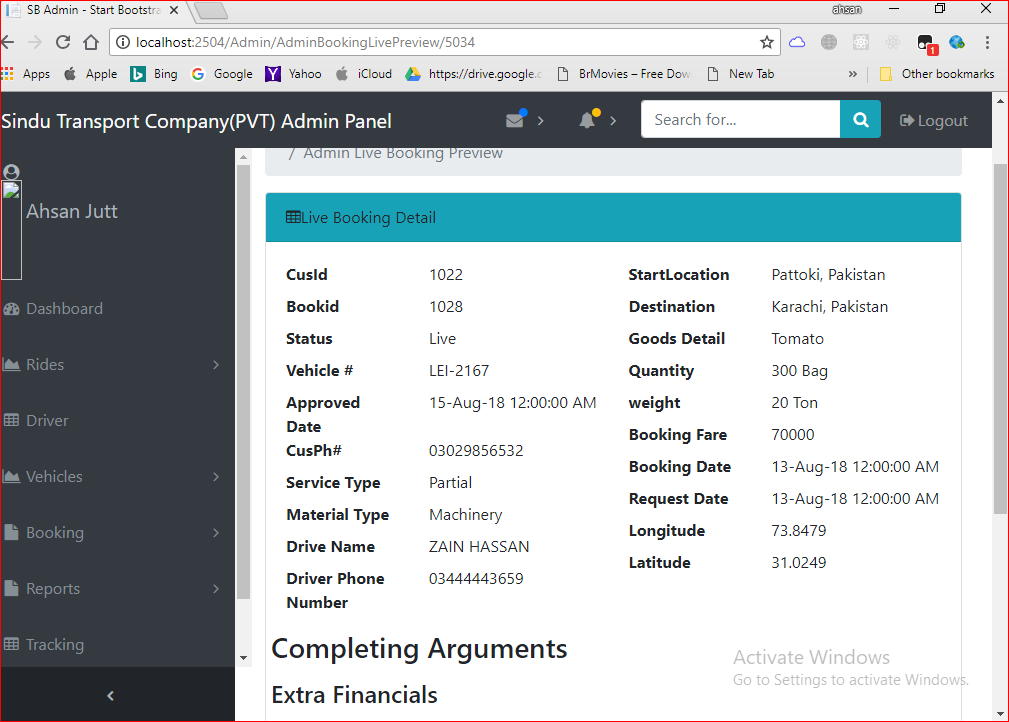 SB Admin - Start Bootstra
ahsan
localhost:2504/Admin/AdminBookingLivePreview/5034
1
Apps Apple Bing Google Yahoo iCloud https://drive.google.c BrMovies – Free Dow New Tab » Other bookmarks
Sindu Transport Company(PVT) Admin Panel
Search for...
Logout
/ Admin Live Booking Preview
Ahsan Jutt
Dashboard
Rides
Driver
Vehicles
Booking
Reports
Tracking
Live Booking Detail
CusId 1022
Bookid 1028
Status Live
Vehicle # LEI-2167
Approved Date 15-Aug-18 12:00:00 AM
CusPh# 03029856532
Service Type Partial
Material Type Machinery
Drive Name ZAIN HASSAN
Driver Phone Number 03444443659
StartLocation Pattoki, Pakistan
Destination Karachi, Pakistan
Goods Detail Tomato
Quantity 300 Bag
weight 20 Ton
Booking Fare 70000
Booking Date 13-Aug-18 12:00:00 AM
Request Date 13-Aug-18 12:00:00 AM
Longitude 73.8479
Latitude 31.0249
Completing Arguments
Extra Financials
Activate Windows
Go to Settings to activate Windows.